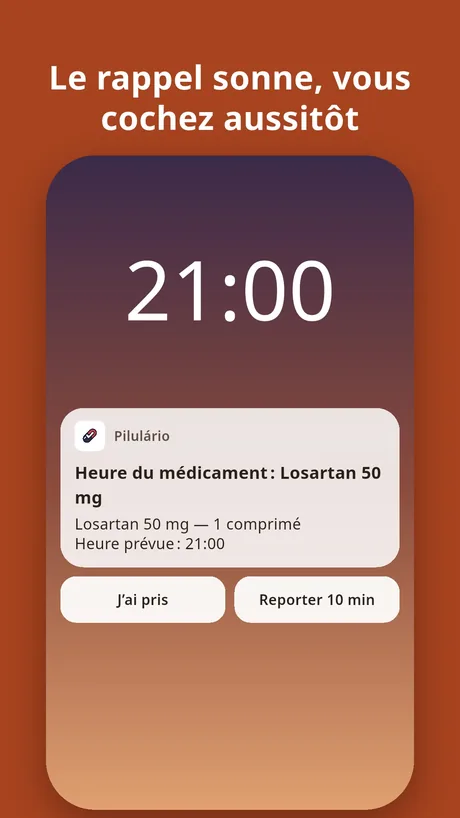 Le rappel sonne, vous
cochez aussitôt
21:00
Pilulário
Heure du médicament : Losartan 50
mg
Losartan 50 mg — 1 comprimé
Heure prévue : 21:00
J’ai pris
Reporter 10 min